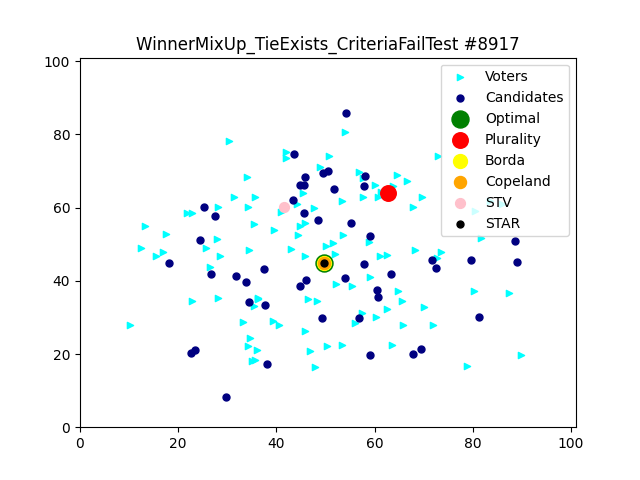 WinnerMixUp_TieExists_CriteriaFailTest #8917
100
80
60
40
20
0
0 20 40 60 80 100
Voters
Candidates
Optimal
Plurality
Borda
Copeland
STV
STAR